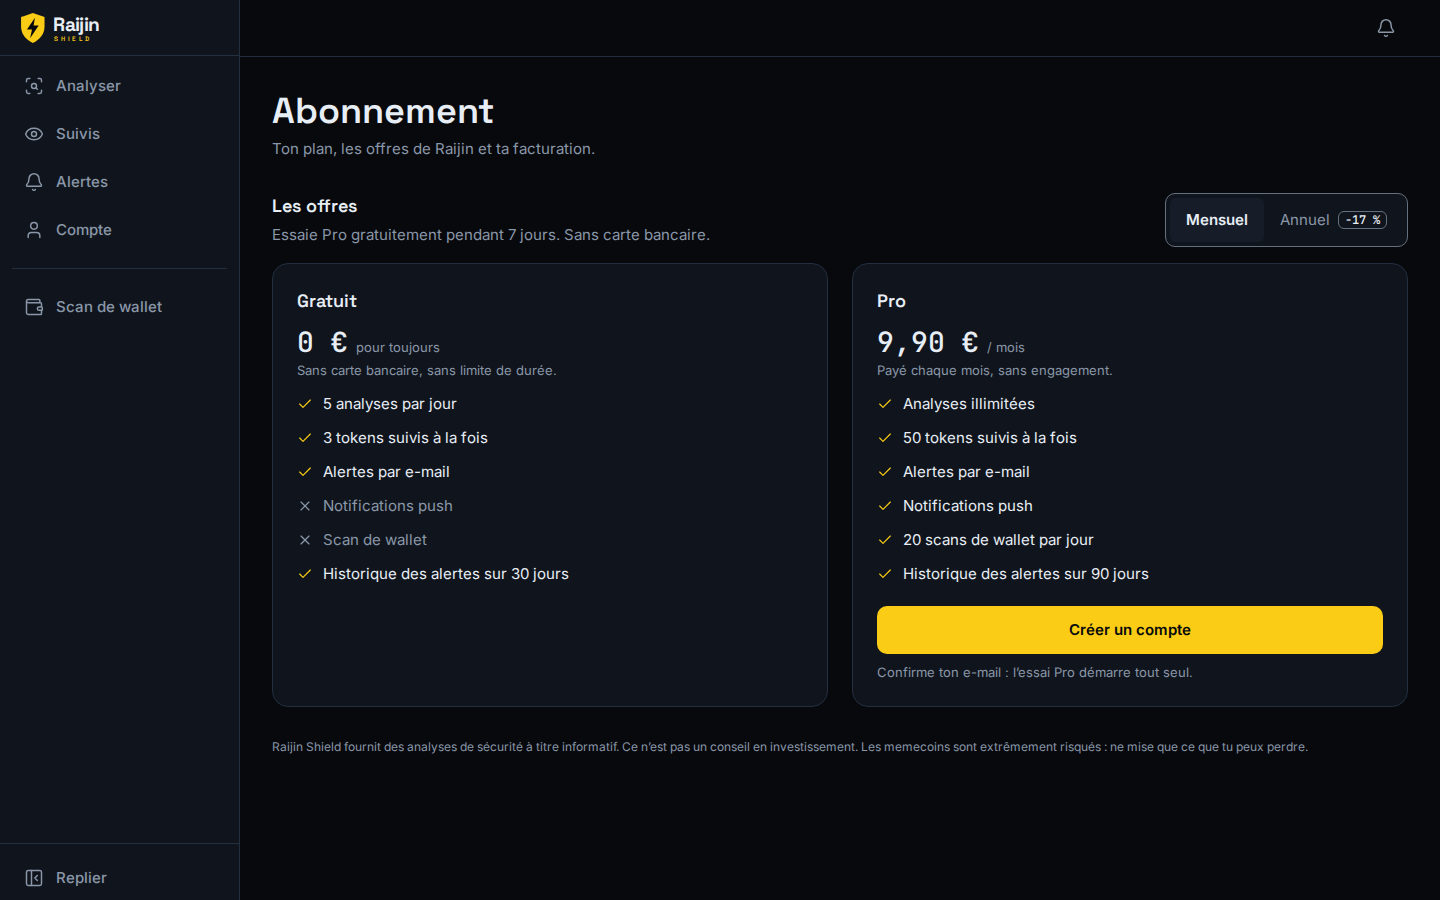 Raijin
SHIELD
Analyser
Suivis
Alertes
Compte
Scan de wallet
Replier
Abonnement
Ton plan, les offres de Raijin et ta facturation.
Les offres
Essaie Pro gratuitement pendant 7 jours. Sans carte bancaire.
Mensuel Annuel -17 %
Gratuit
0 € pour toujours
Sans carte bancaire, sans limite de durée.
5 analyses par jour
3 tokens suivis à la fois
Alertes par e-mail
Notifications push
Scan de wallet
Historique des alertes sur 30 jours
Pro
9,90 € / mois
Payé chaque mois, sans engagement.
Analyses illimitées
50 tokens suivis à la fois
Alertes par e-mail
Notifications push
20 scans de wallet par jour
Historique des alertes sur 90 jours
Créer un compte
Confirme ton e-mail : l’essai Pro démarre tout seul.
Raijin Shield fournit des analyses de sécurité à titre informatif. Ce n’est pas un conseil en investissement. Les memecoins sont extrêmement risqués : ne mise que ce que tu peux perdre.